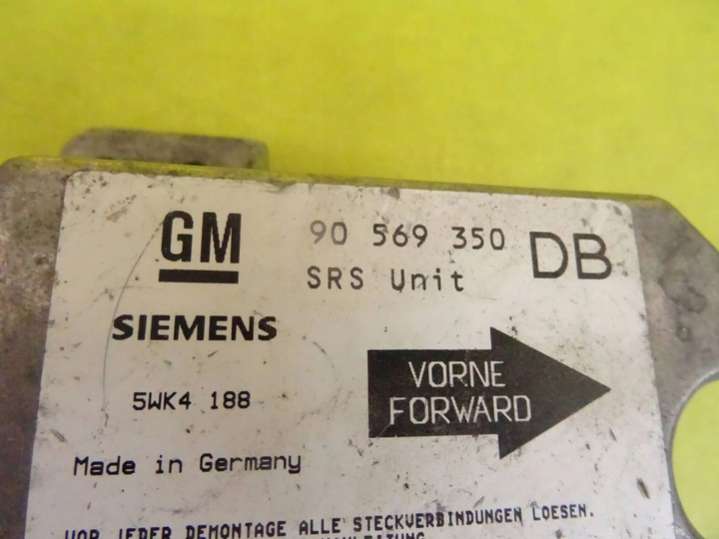 GM 90 569 350 DB
SRS Unit
SIEMENS
VORNE
FORWARD
5WK4 188
Made in Germany
VOR JEDER DEMONTAGE ALLE STECKVERBINDUNGEN LOESEN.